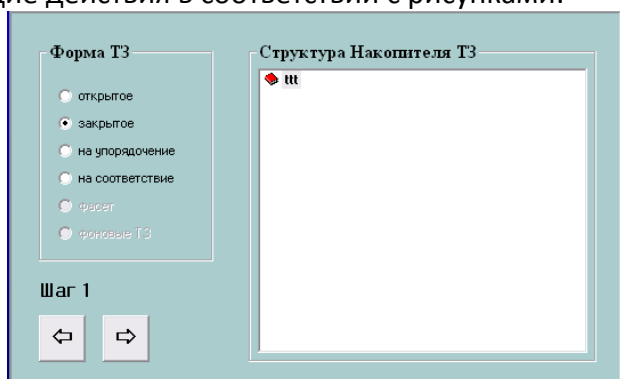 щие действия в соответствии с рисунками.
Форма ТЗ
открытое
закрытое
на упорядочение
на соответствие
фасет
фоновые ТЗ
Шаг 1
Структура Накопителя ТЗ
ttt